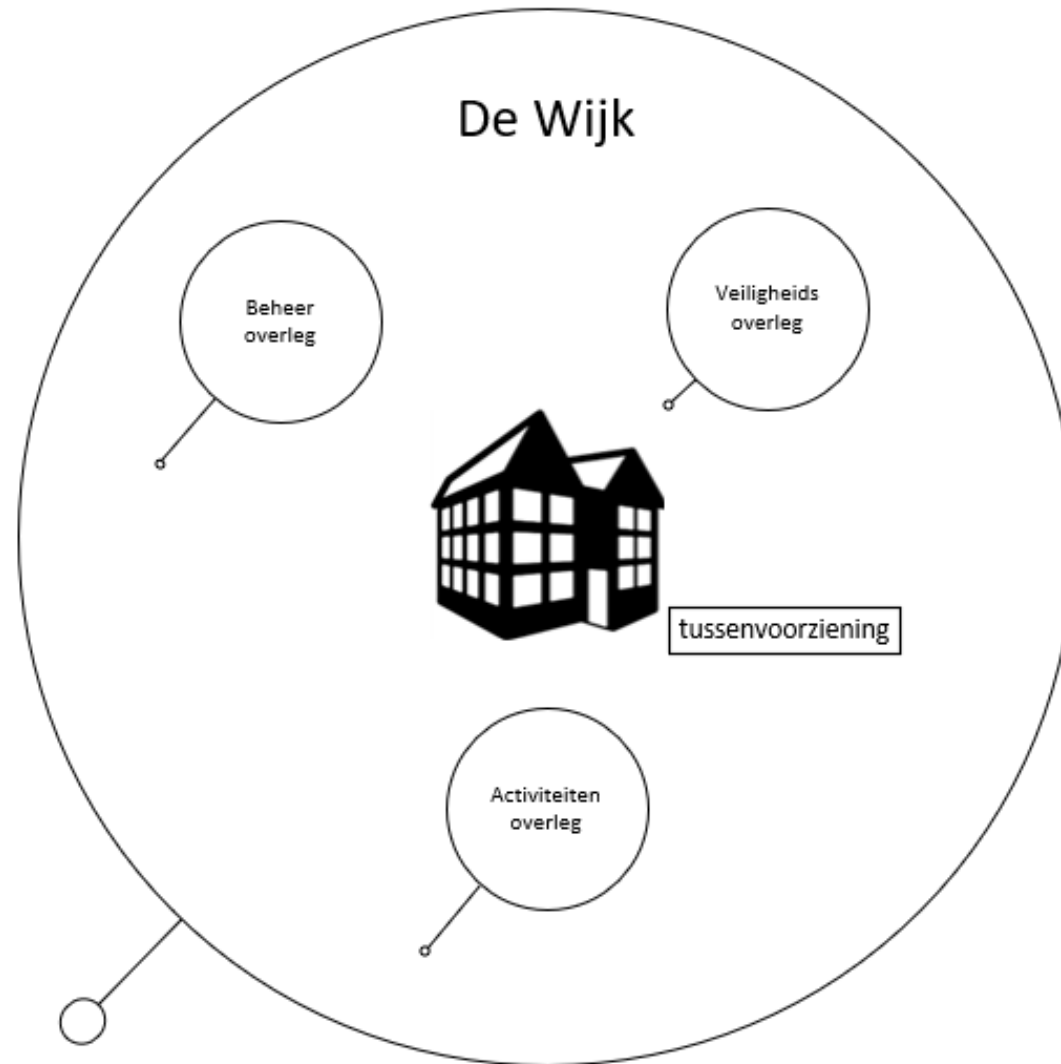 De Wijk
Beheer
overleg
Veiligheids
overleg
tussenvoorziening
Activiteiten
overleg